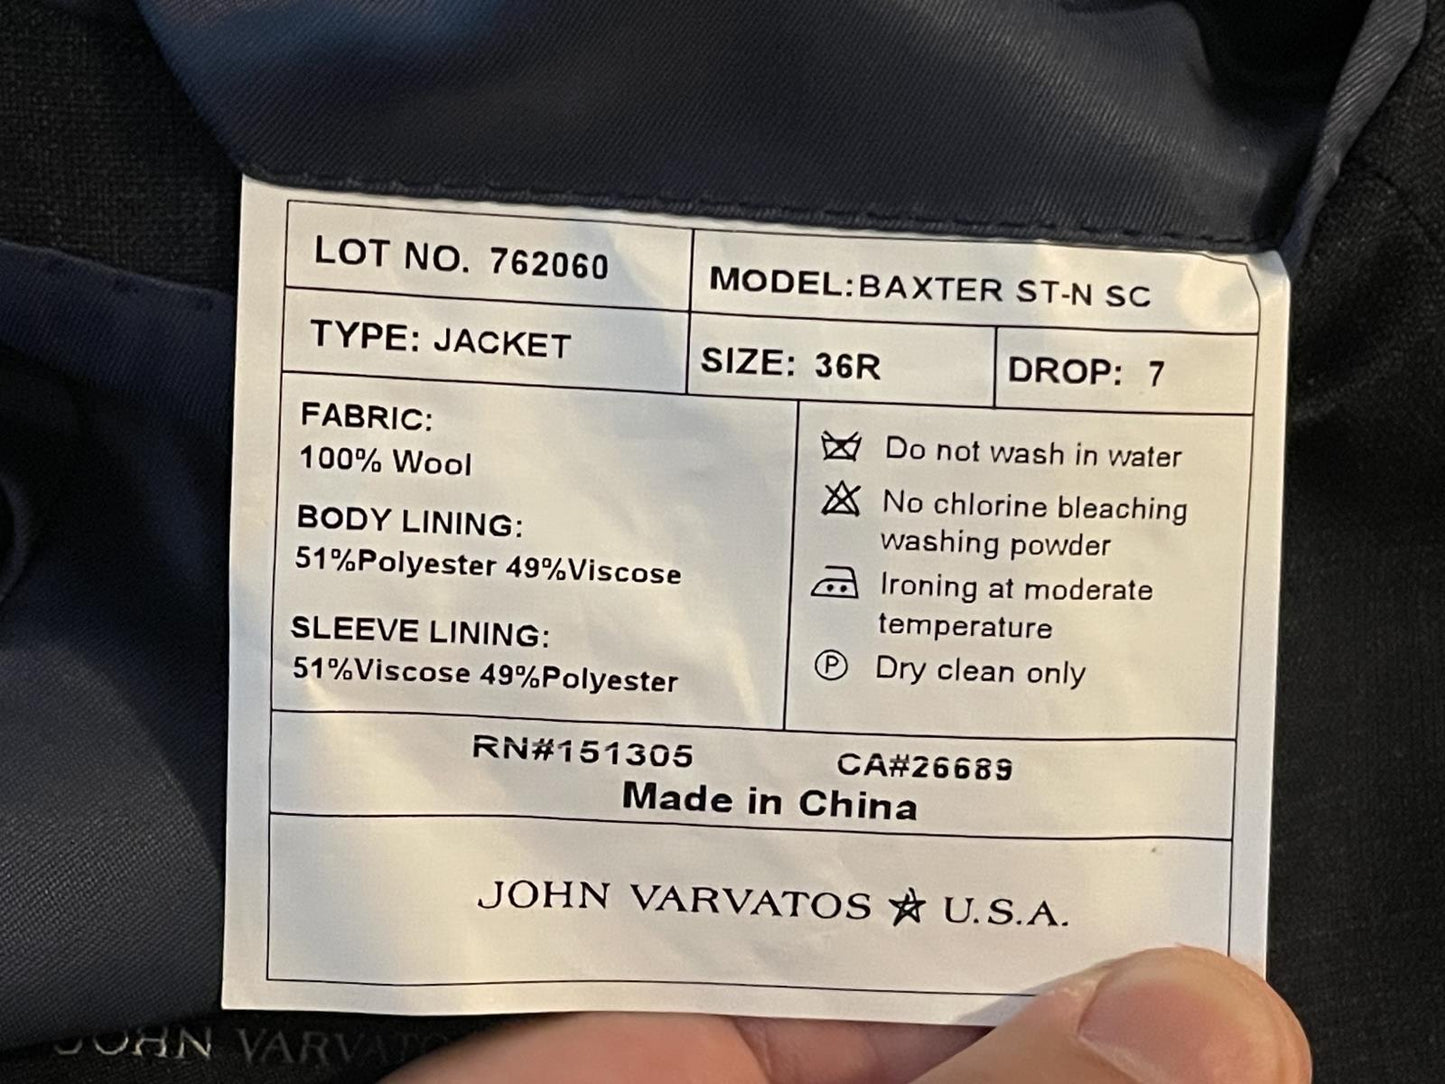 LOT NO. 762060
MODEL:BAXTER ST-N SC
TYPE: JACKET
SIZE: 36R
DROP: 7
FABRIC:
100% Wool
BODY LINING:
51%Polyester 49%Viscose
SLEEVE LINING:
51%Viscose 49%Polyester
Do not wash in water
No chlorine bleaching
washing powder
Ironing at moderate
temperature
P Dry clean only
RN#151305
CA#26689
Made in China
JOHN VARVATOS ☆ U.S.A.
JOHN VARVATO